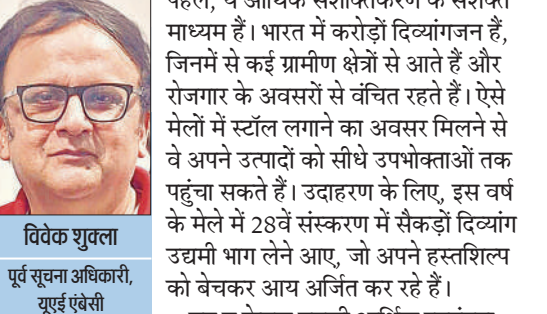 माध्यम हैं। भारत में करोड़ों दिव्यांगजन हैं,
जिनमें से कई ग्रामीण क्षेत्रों से आते हैं और
रोजगार के अवसरों से वंचित रहते हैं। ऐसे
मेलों में स्टॉल लगाने का अवसर मिलने से
वे अपने उत्पादों को सीधे उपभोक्ताओं तक
पहुंचा सकते हैं। उदाहरण के लिए, इस वर्ष
के मेले में 28वें संस्करण में सैकड़ों दिव्यांग
उद्यमी भाग लेने आए, जो अपने हस्तशिल्प
को बेचकर आय अर्जित कर रहे हैं।
विवेक शुक्ला
पूर्व सूचना अधिकारी,
यूएई एंबेसी